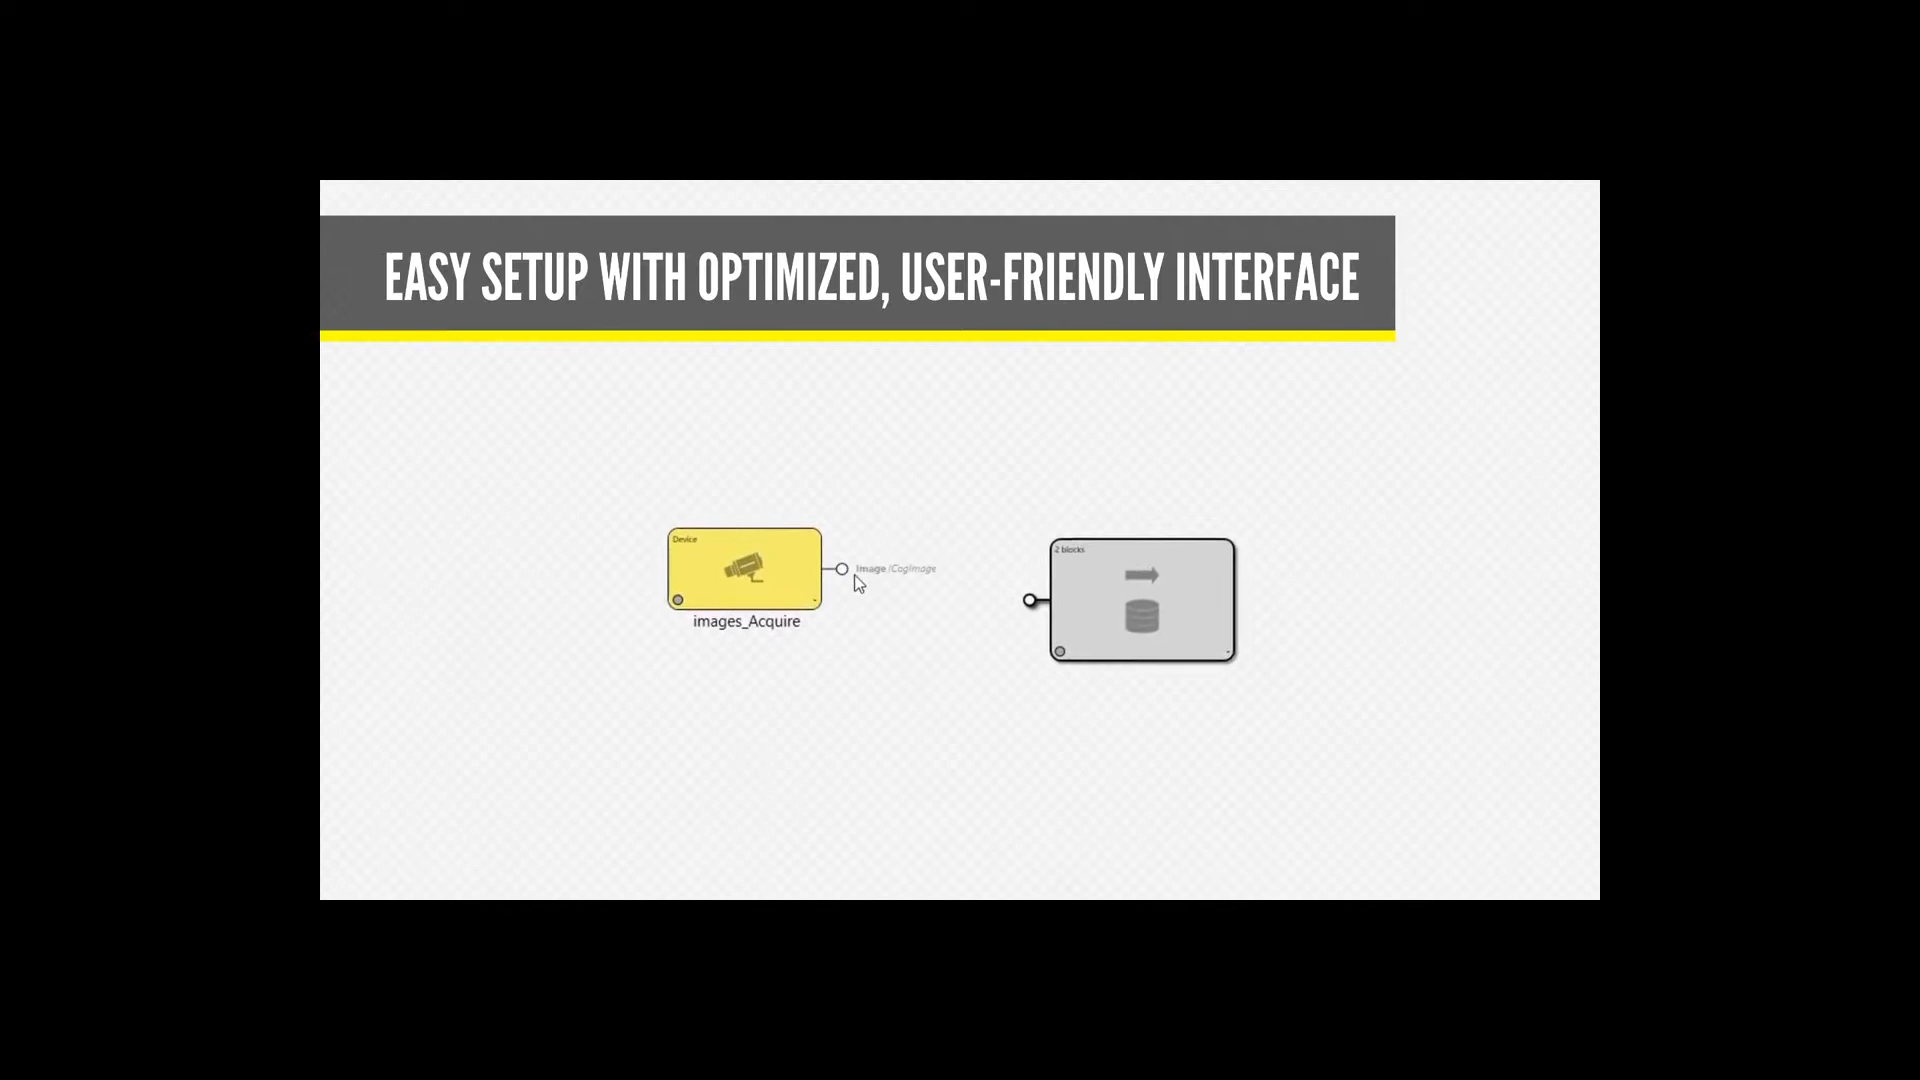 EASY SETUP WITH OPTIMIZED, USER-FRIENDLY INTERFACE
Device
Image /CogImage
images_Acquire
2 blocks